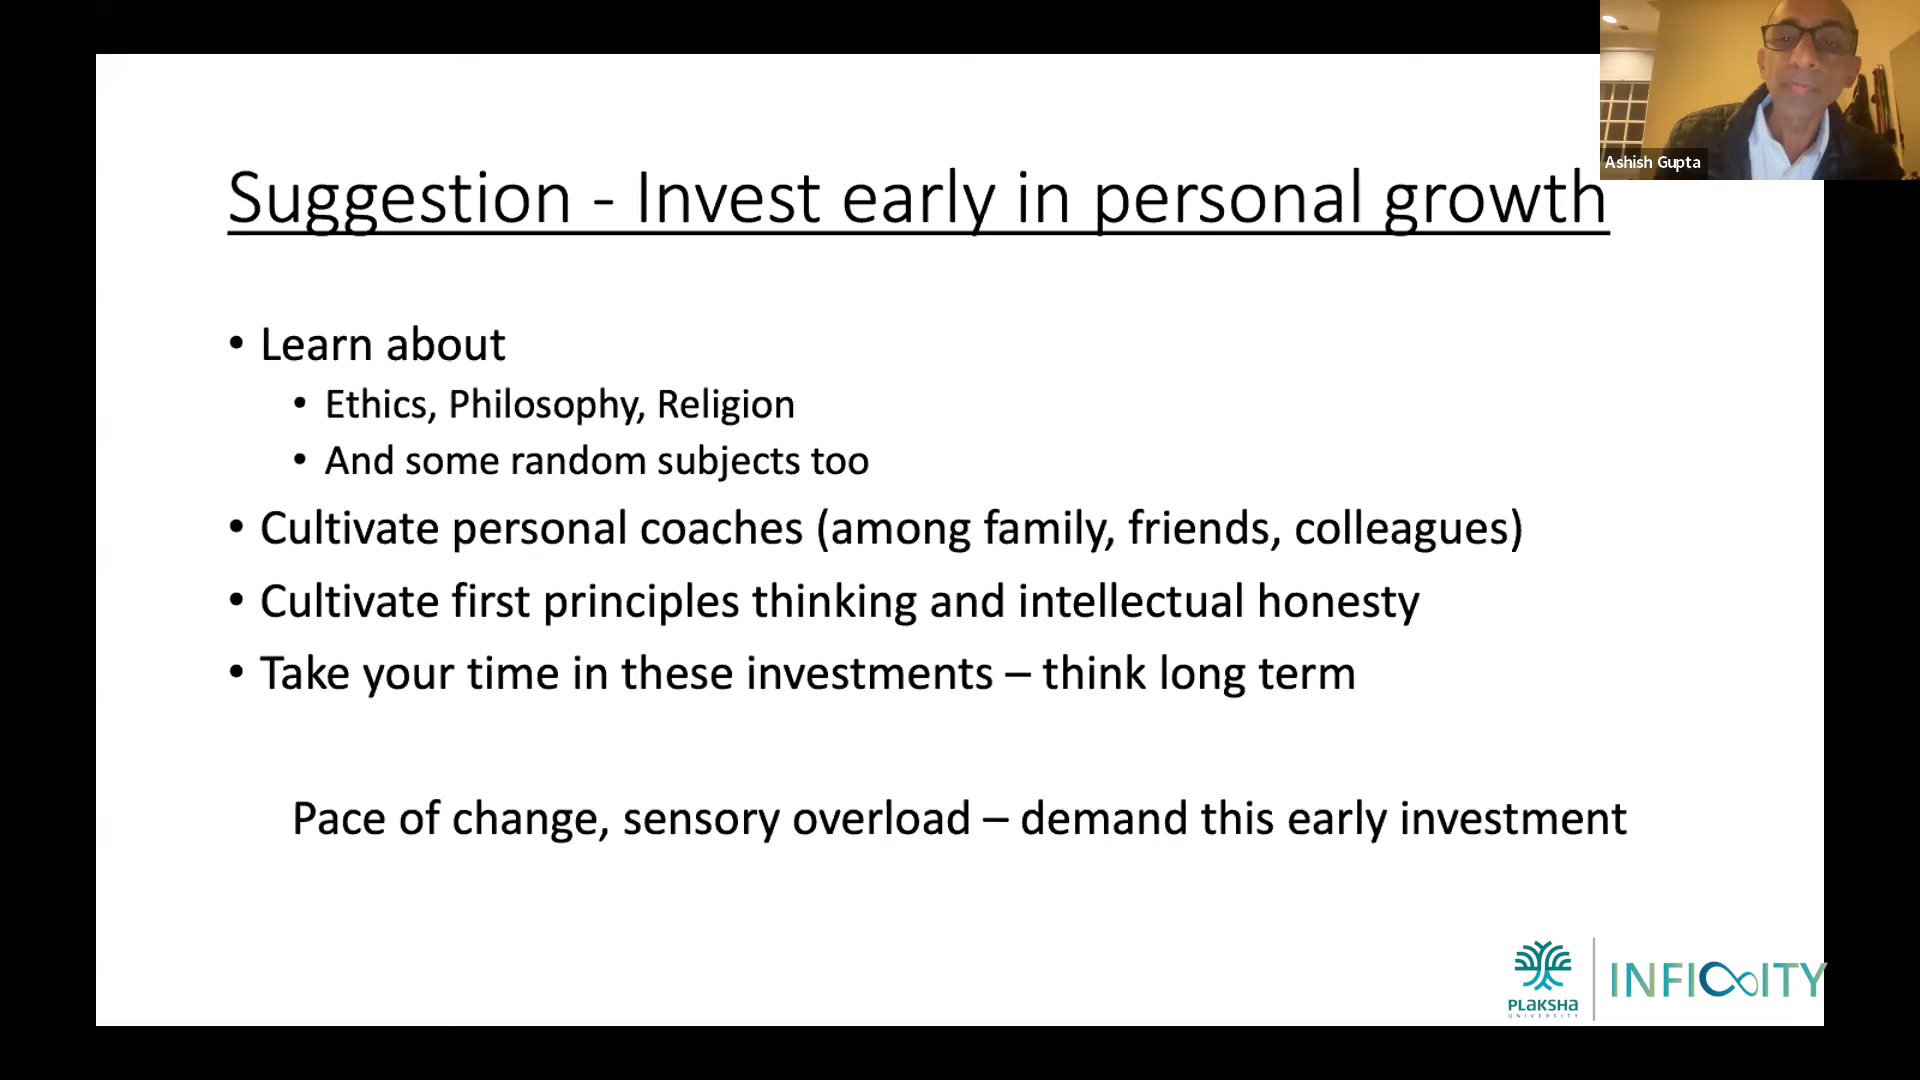 Ashish Gupta
Suggestion - Invest early in personal growth
• Learn about
• Ethics, Philosophy, Religion
• And some random subjects too
• Cultivate personal coaches (among family, friends, colleagues)
• Cultivate first principles thinking and intellectual honesty
• Take your time in these investments – think long term
Pace of change, sensory overload – demand this early investment
PLAKSHA
UNIVERSITY
INFINITY